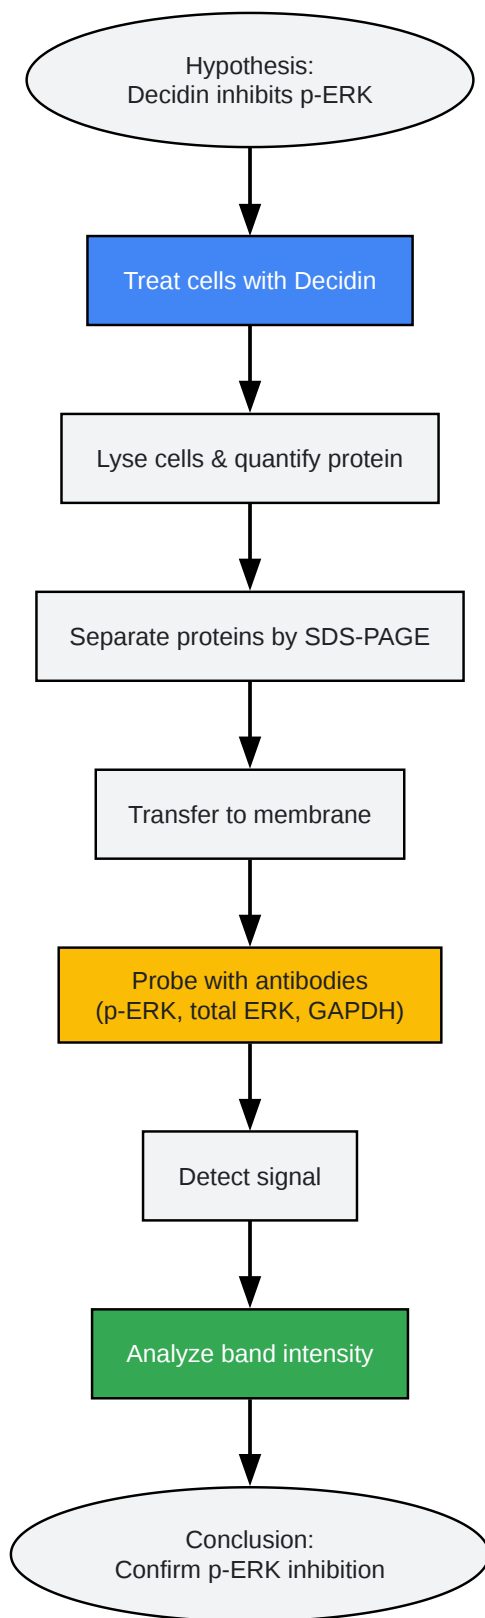 Hypothesis:
Decidin inhibits p-ERK
Treat cells with Decidin
Lyse cells & quantify protein
Separate proteins by SDS-PAGE
Transfer to membrane
Probe with antibodies
(p-ERK, total ERK, GAPDH)
Detect signal
Analyze band intensity
Conclusion:
Confirm p-ERK inhibition